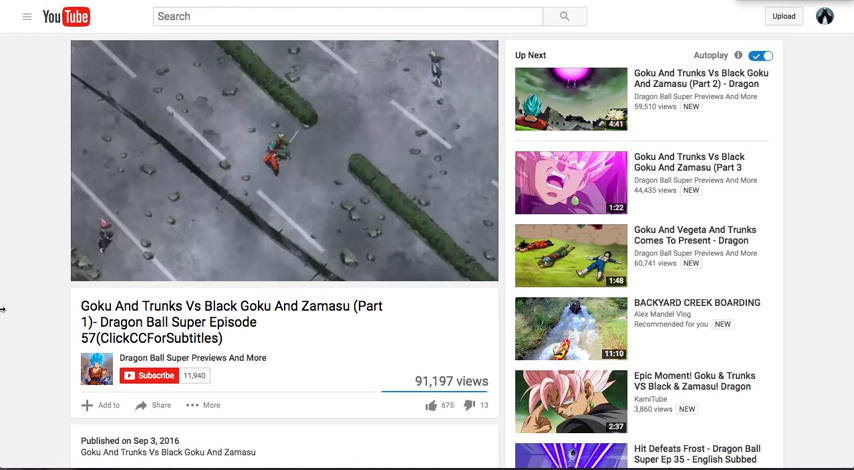 YouTube
Search
Upload
Up Next
Autoplay
Goku And Trunks Vs Black Goku And Zamasu (Part
1)- Dragon Ball Super Episode
57(ClickCCForSubtitles)
Dragon Ball Super Previews And More
Subscribe 11,940
91,197 views
Add to Share More
675 13
Published on Sep 3, 2016
Goku And Trunks Vs Black Goku And Zamasu
4:41
Goku And Trunks Vs Black Goku
And Zamasu (Part 2) - Dragon
Dragon Ball Super Previews And More
59,510 views NEW
1:22
Goku And Trunks Vs Black
Goku And Zamasu (Part 3
Dragon Ball Super Previews And More
44,435 views NEW
1:48
Goku And Vegeta And Trunks
Comes To Present - Dragon
Dragon Ball Super Previews And More
60,741 views NEW
11:10
BACKYARD CREEK BOARDING
Alex Mandel Vlog
Recommended for you NEW
2:37
Epic Moment! Goku & Trunks
VS Black & Zamasu! Dragon
KamiTube
3,860 views NEW
Hit Defeats Frost - Dragon Ball
Super Ep 35 - English Subbed